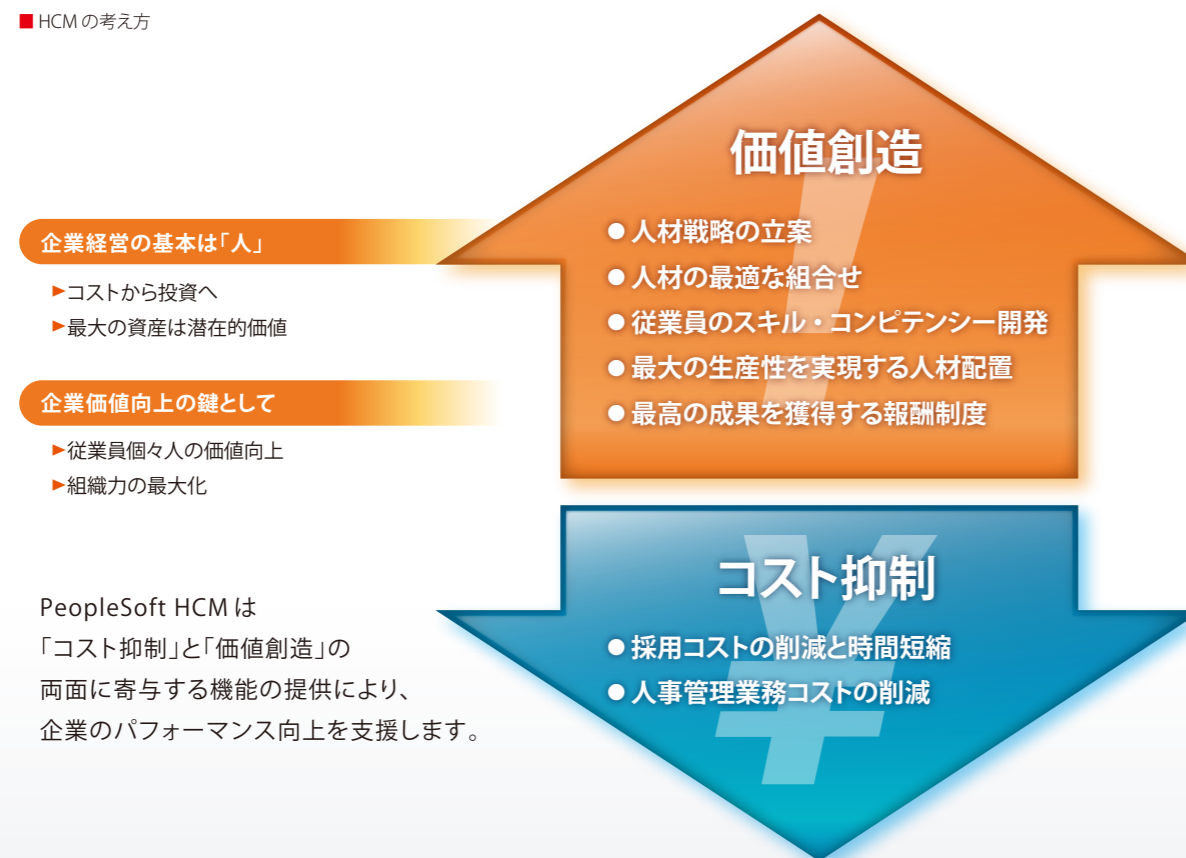 ■ HCM の考え方
企業経営の基本は「人」
►コストから投資へ
►最大の資産は潜在的価値
企業価値向上の鍵として
►従業員個々人の価値向上
►組織力の最大化
PeopleSoft HCM は
「コスト抑制」と「価値創造」の
両面に寄与する機能の提供により、
企業のパフォーマンス向上を支援します。
!
価値創造
● 人材戦略の立案
● 人材の最適な組合せ
● 従業員のスキル・コンピテンシー開発
● 最大の生産性を実現する人材配置
● 最高の成果を獲得する報酬制度
¥
コスト抑制
● 採用コストの削減と時間短縮
● 人事管理業務コストの削減